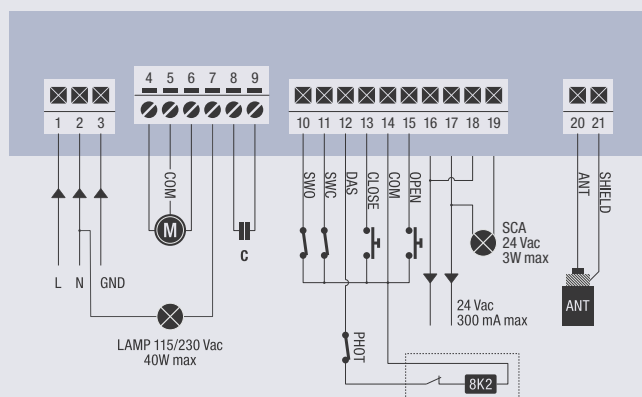 4 5 6 7 8 9
1 2 3
10 11 12 13 14 15 16 17 18 19
20 21
COM
SWO
SWC
DAS
CLOSE
COM
OPEN
ANT
SHIELD
M
C
SCA
24 Vac
3W max
L N GND
24 Vac
300 mA max
ANT
LAMP 115/230 Vac
40W max
PHOT
8K2